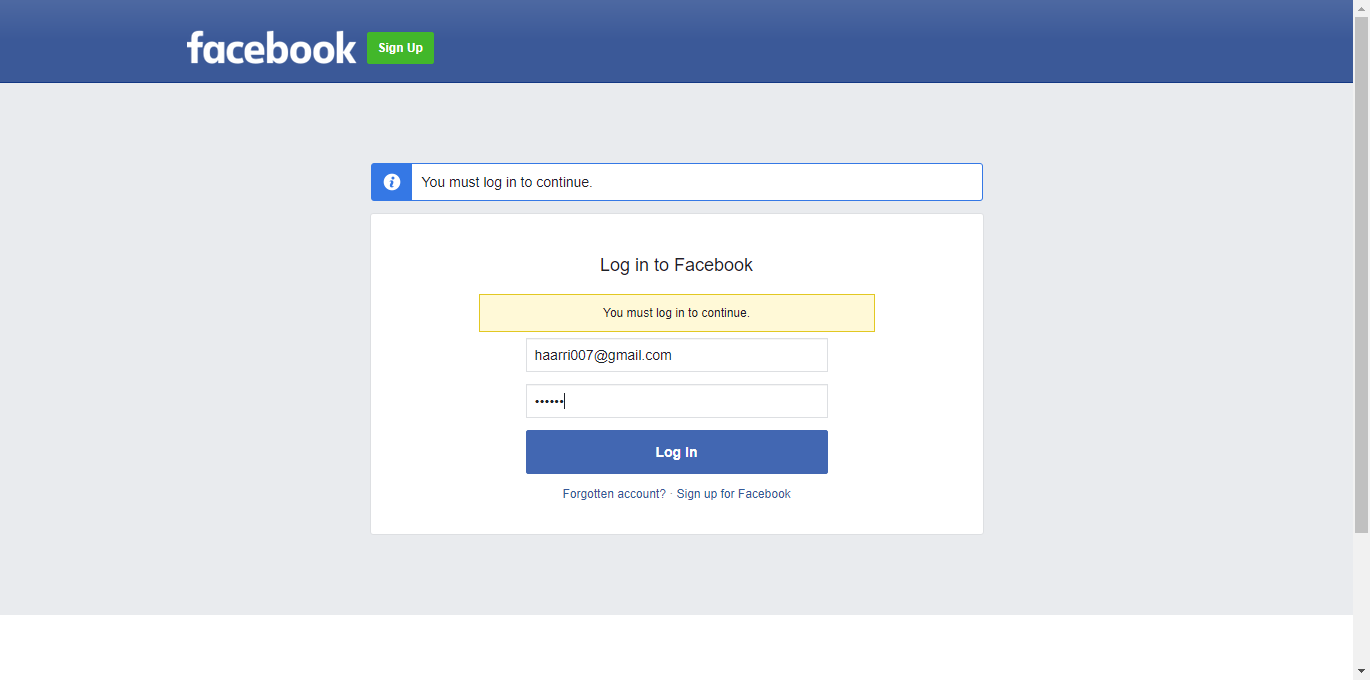 facebook Sign Up
You must log in to continue.
Log in to Facebook
You must log in to continue.
haarri007@gmail.com
••••••
Log In
Forgotten account? · Sign up for Facebook